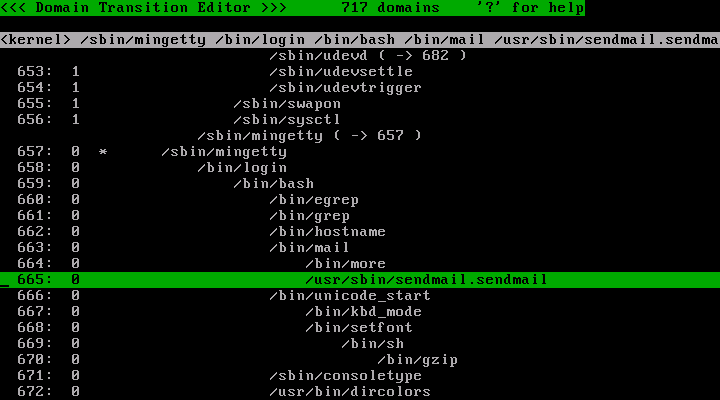 <<< Domain Transition Editor >>>      717 domains    '?' for help
<kernel> /sbin/mingetty /bin/login /bin/bash /bin/mail /usr/sbin/sendmail.sendma
/sbin/udevd ( -> 682 )
653: 1 /sbin/udevsettle
654: 1 /sbin/udevtrigger
655: 1 /sbin/swapon
656: 1 /sbin/sysctl
/sbin/mingetty ( -> 657 )
657: 0 * /sbin/mingetty
658: 0 /bin/login
659: 0 /bin/bash
660: 0 /bin/egrep
661: 0 /bin/grep
662: 0 /bin/hostname
663: 0 /bin/mail
664: 0 /bin/more
665: 0 /usr/sbin/sendmail.sendmail
666: 0 /bin/unicode_start
667: 0 /bin/kbd_mode
668: 0 /bin/setfont
669: 0 /bin/sh
670: 0 /bin/gzip
671: 0 /sbin/consoletype
672: 0 /usr/bin/dircolors